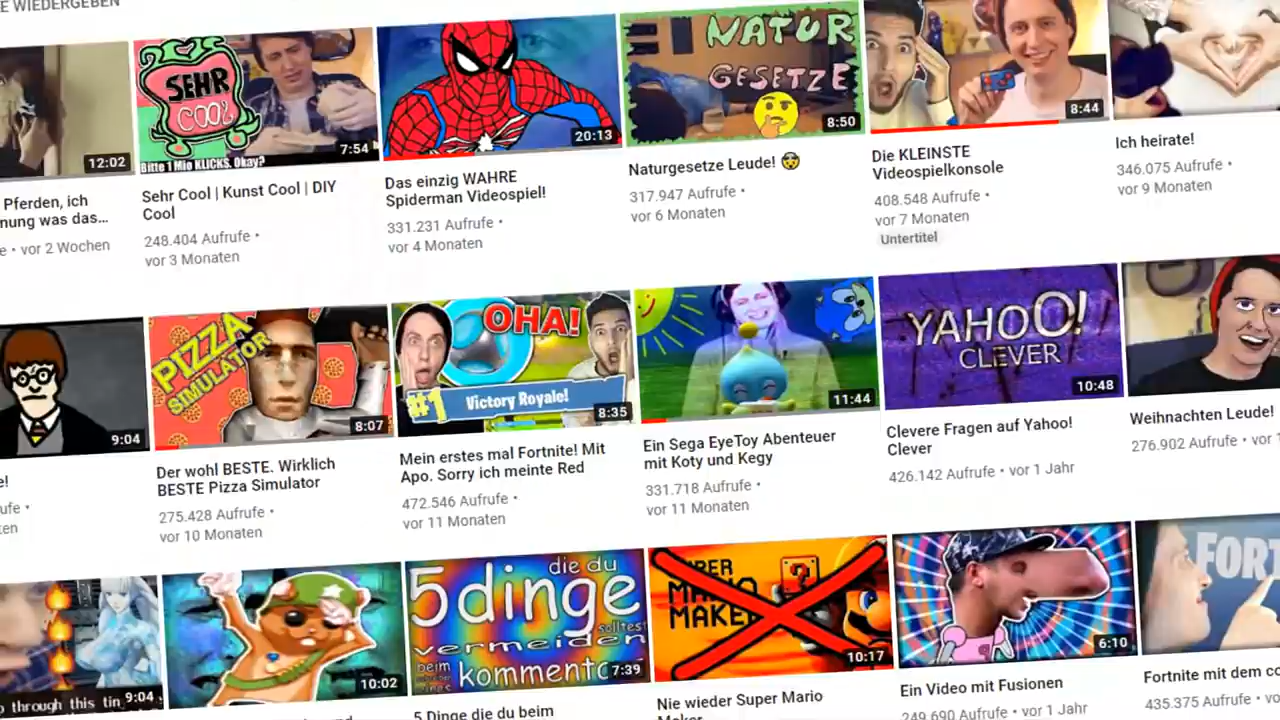 E WIEDERGEBEN
12:02
Pferden, ich
nung was das...
e • vor 2 Wochen
SEHR
COOL
Bitte 1 Mio KLICKS. Okay?
7:54
Sehr Cool | Kunst Cool | DIY
Cool
248.404 Aufrufe •
vor 3 Monaten
20:13
Das einzig WAHRE
Spiderman Videospiel!
331.231 Aufrufe •
vor 4 Monaten
NATUR
GESETZE
8:50
Naturgesetze Leude! 🤯
317.947 Aufrufe •
vor 6 Monaten
8:44
Die KLEINSTE
Videospielkonsole
408.548 Aufrufe •
vor 7 Monaten
Untertitel
Ich heirate!
346.075 Aufrufe •
vor 9 Monaten
9:04
e!
ufe •
ten
PIZZA
SIMULATOR
8:07
Der wohl BESTE. Wirklich
BESTE Pizza Simulator
275.428 Aufrufe •
vor 10 Monaten
OHA!
#1 Victory Royale!
8:35
Mein erstes mal Fortnite! Mit
Apo. Sorry ich meinte Red
472.546 Aufrufe •
vor 11 Monaten
11:44
Ein Sega EyeToy Abenteuer
mit Koty und Kegy
331.718 Aufrufe •
vor 11 Monaten
YAHOO!
CLEVER
10:48
Clevere Fragen auf Yahoo!
Clever
426.142 Aufrufe • vor 1 Jahr
Weihnachten Leude!
276.902 Aufrufe • vor 1
p through this tin
9:04
10:02
5 dinge
die du
solltest
vermeiden
beim
kommentc
7:39
5 Dinge die du beim
SUPER
MARIO
MAKER
?
10:17
Nie wieder Super Mario
Maker
6:10
Ein Video mit Fusionen
249.690 Aufrufe • vor 1 Jahr
FORT
Fortnite mit dem co
435.375 Aufrufe • vo